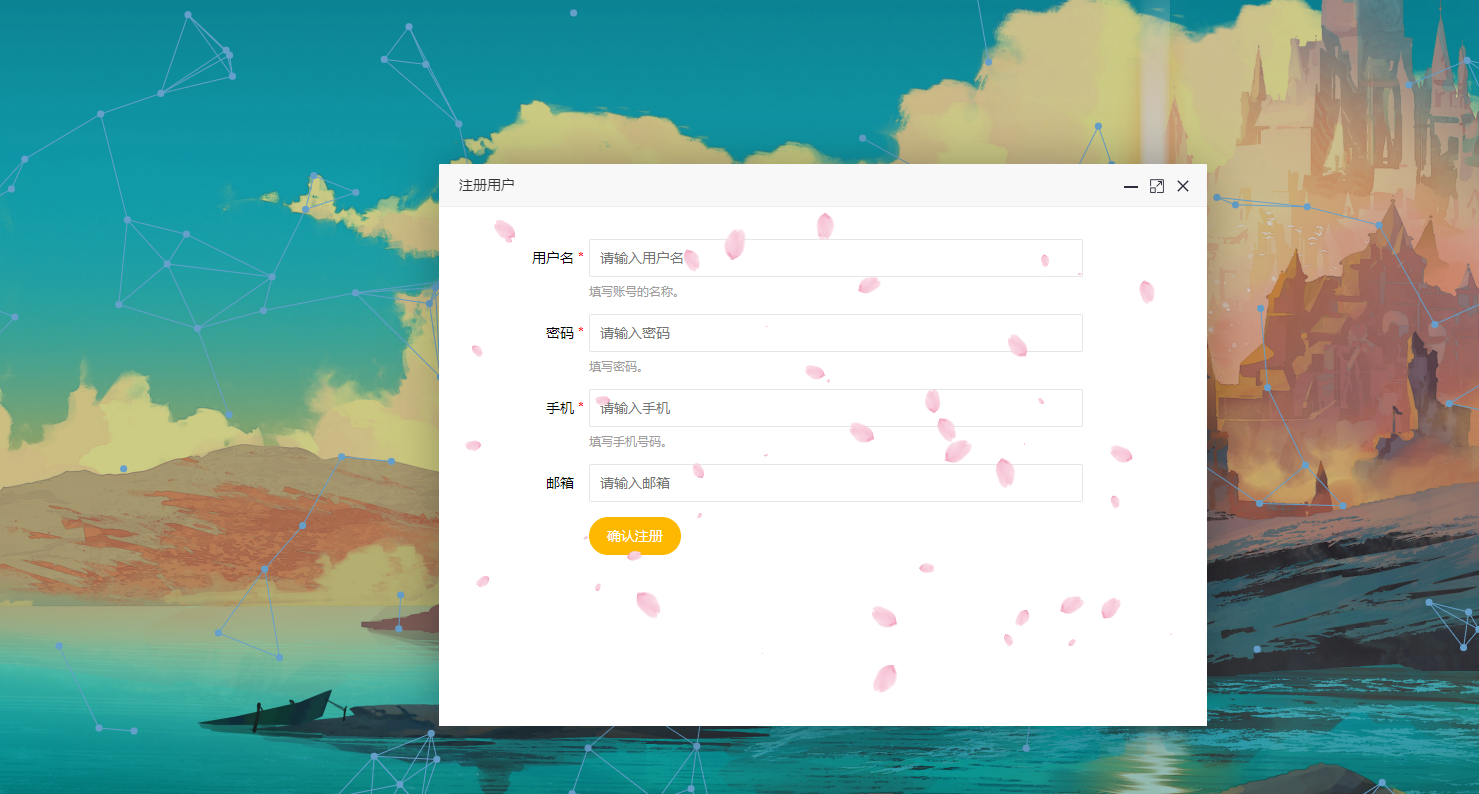 注册用户
用户名 * 请输入用户名
填写账号的名称。
密码 * 请输入密码
填写密码。
手机 * 请输入手机
填写手机号码。
邮箱 请输入邮箱
确认注册